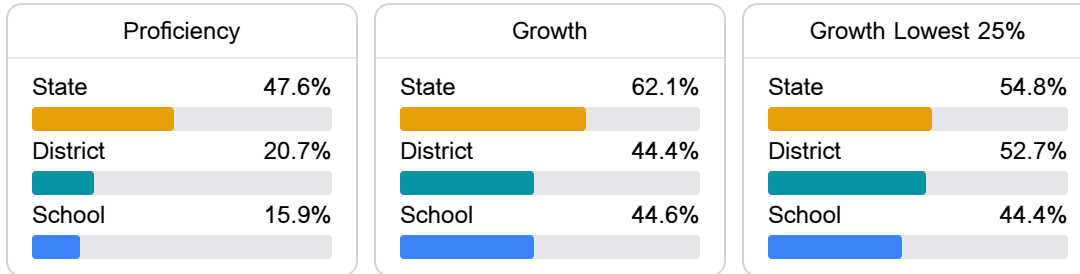 Proficiency
State 47.6%
District 20.7%
School 15.9%
Growth
State 62.1%
District 44.4%
School 44.6%
Growth Lowest 25%
State 54.8%
District 52.7%
School 44.4%